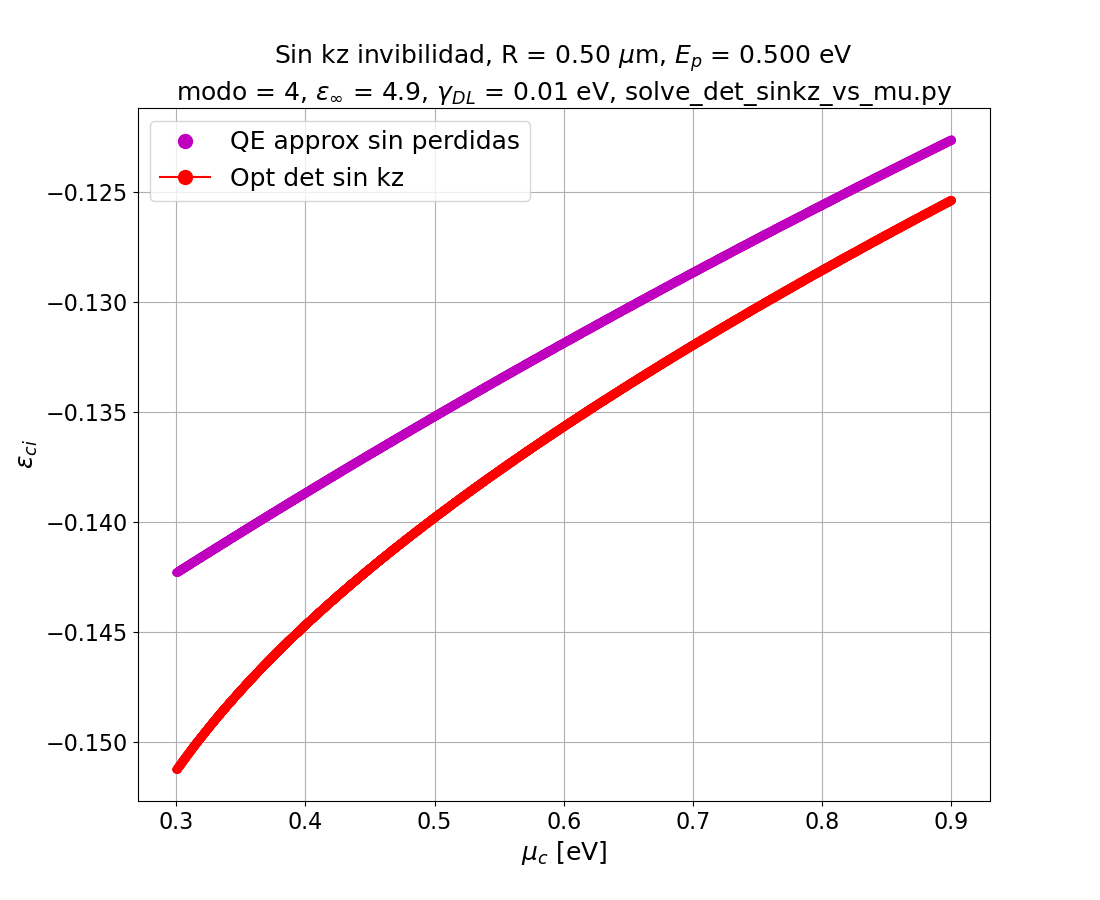 Sin kz invibilidad, R = 0.50 μm, E_p = 0.500 eV
modo = 4, ε_∞ = 4.9, γ_DL = 0.01 eV, solve_det_sinkz_vs_mu.py
QE approx sin perdidas
Opt det sin kz
−0.125
−0.130
−0.135
−0.140
−0.145
−0.150
ε_ci
0.3 0.4 0.5 0.6 0.7 0.8 0.9
μ_c [eV]